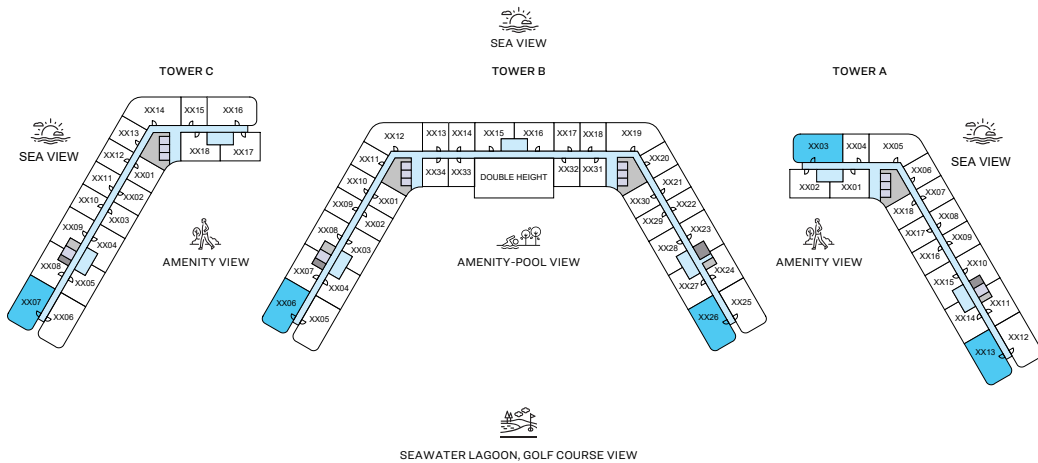 SEA VIEW
TOWER C
TOWER B
TOWER A
SEA VIEW
SEA VIEW
XX14
XX15
XX16
XX13
XX12
XX11
XX10
XX09
XX08
XX07
XX06
XX05
XX04
XX03
XX02
XX01
XX18
XX17
AMENITY VIEW
XX12
XX13
XX14
XX15
XX16
XX17
XX18
XX19
XX11
XX10
XX09
XX08
XX07
XX06
XX05
XX04
XX03
XX02
XX01
XX34
XX33
DOUBLE HEIGHT
XX32
XX31
XX20
XX21
XX22
XX23
XX24
XX25
XX26
XX27
XX28
XX29
XX30
AMENITY-POOL VIEW
XX03
XX04
XX05
XX02
XX01
XX06
XX07
XX08
XX09
XX10
XX11
XX12
XX13
XX14
XX15
XX16
XX17
XX18
AMENITY VIEW
SEAWATER LAGOON, GOLF COURSE VIEW